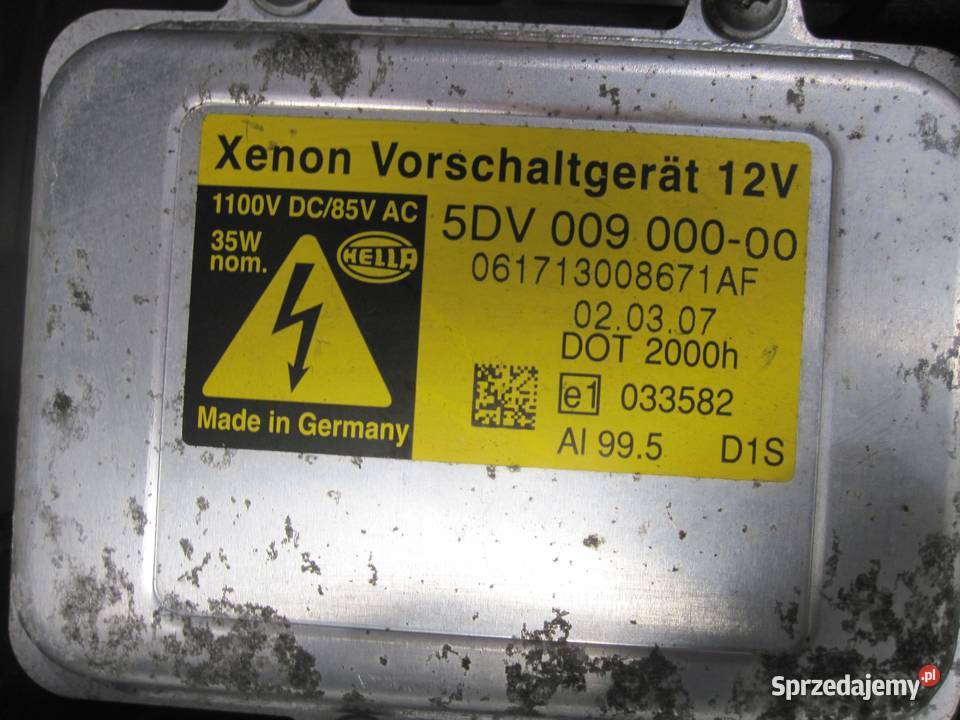 Xenon Vorschaltgerät 12V
1100V DC/85V AC
35W
nom.
HELLA
Made in Germany
5DV 009 000-00
061713008671AF
02.03.07
DOT 2000h
e1 033582
Al 99.5 D1S
Sprzedajemy.pl